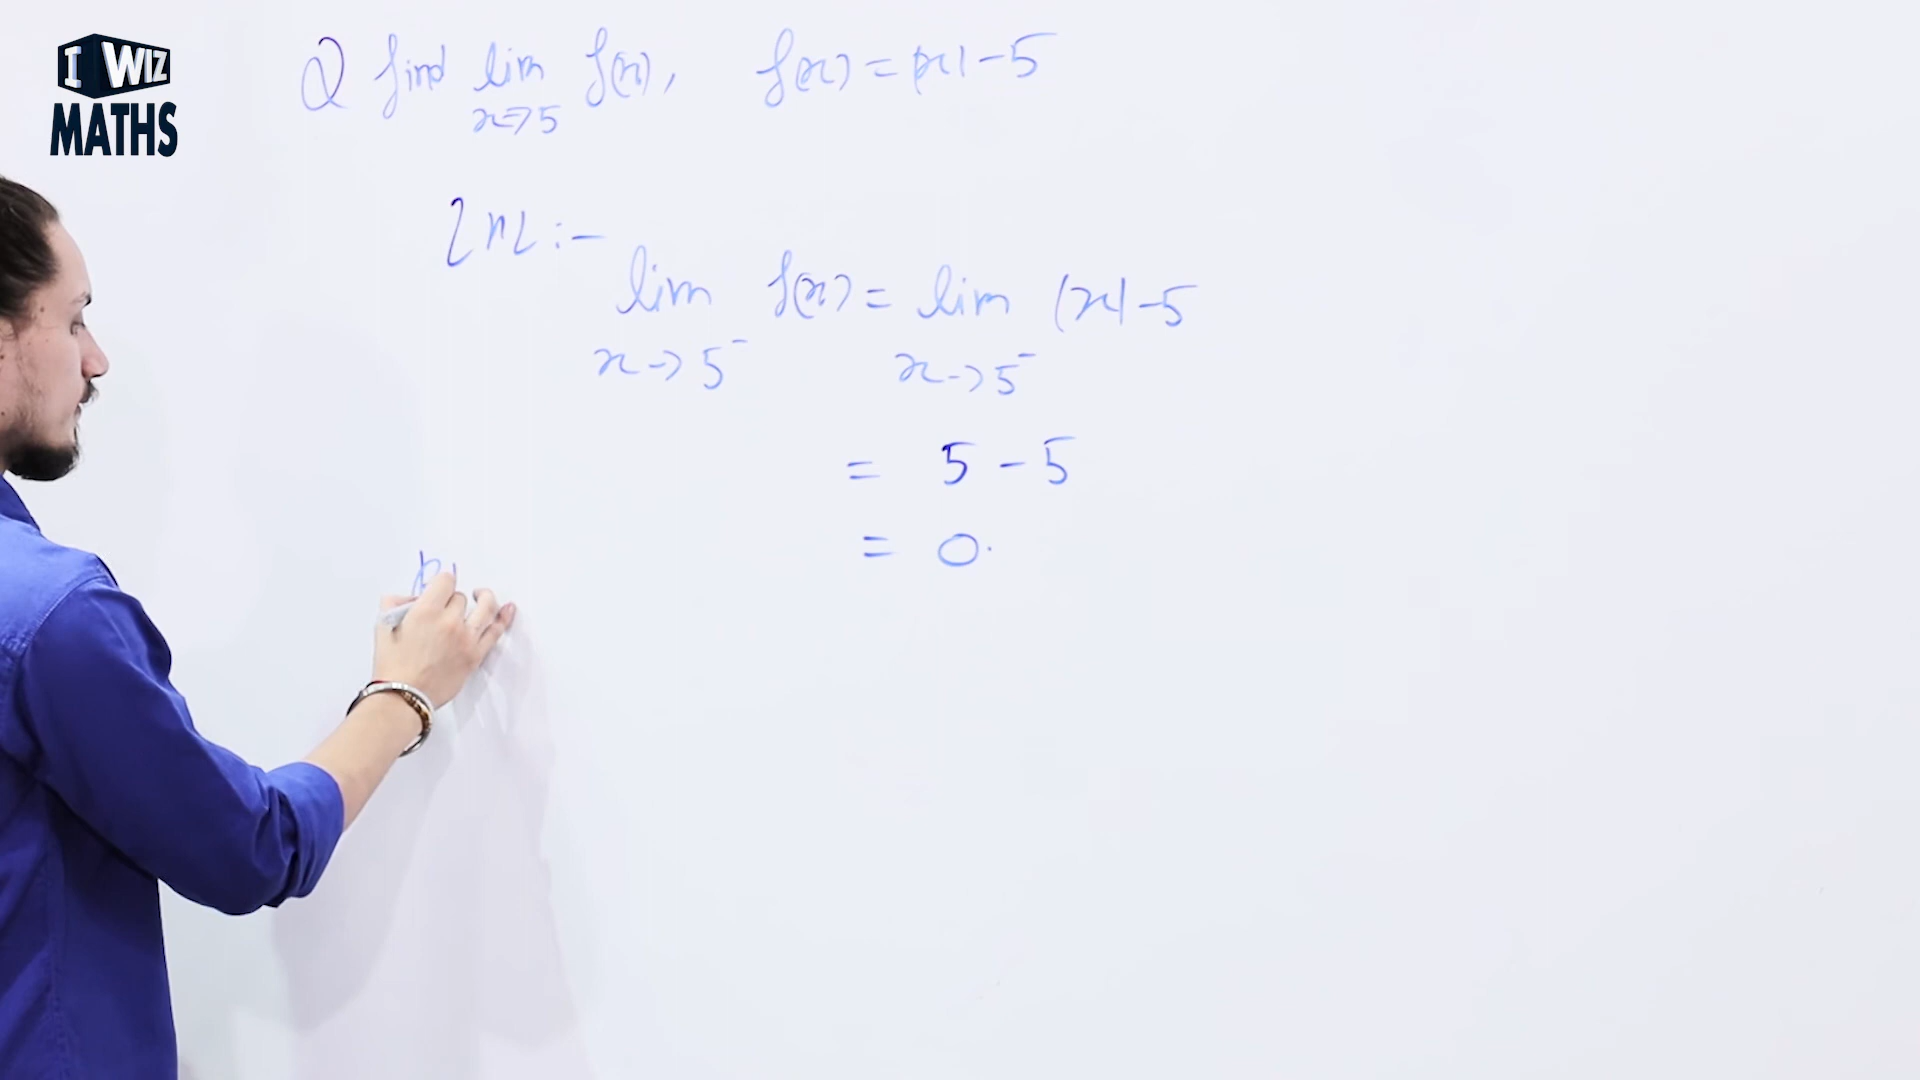 I WIZ
MATHS
Q find lim f(x), f(x) = |x| - 5
x→5
LHL :-
lim f(x) = lim |x| - 5
x→5⁻ x→5⁻
= 5 - 5
= 0.